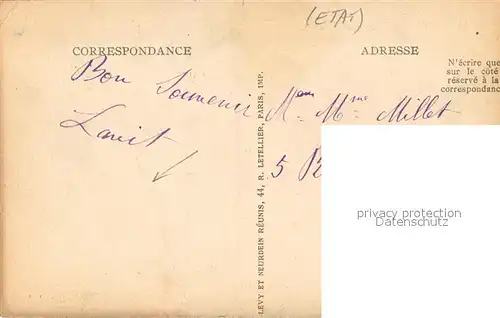 (ETAT)
CORRESPONDANCE
ADRESSE
N'écrire que
sur le côté
réservé à la
correspondance
Bon Souvenir
M. Mme Millet
5
LEVY ET NEURDEIN RÉUNIS, 44, R. LETELLIER, PARIS, IMP.
privacy protection
Datenschutz